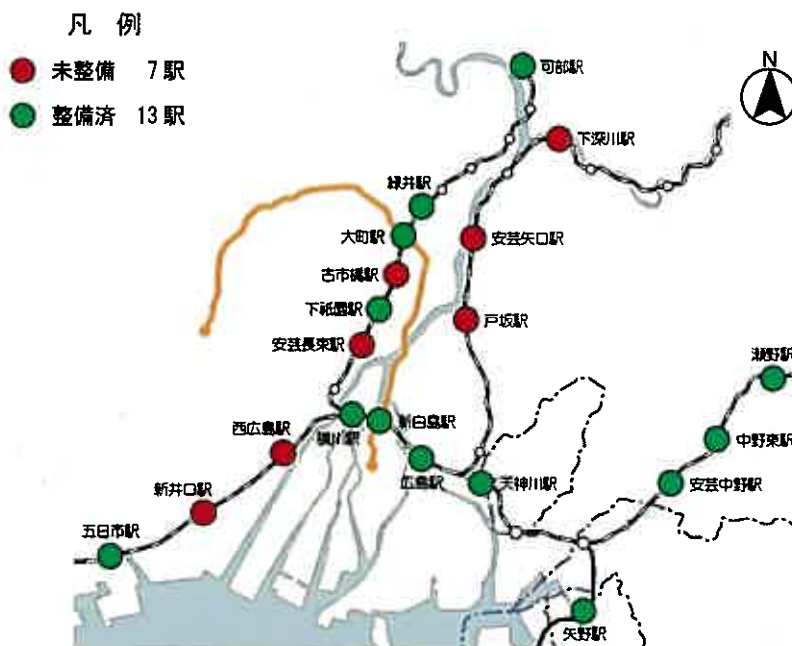 凡 例
未整備 7駅
整備済 13駅
N
可部駅
下深川駅
緑井駅
大町駅
安芸矢口駅
古市橋駅
下祇園駅
戸坂駅
安芸長束駅
瀬野駅
新白島駅
西広島駅
横川駅
中野東駅
広島駅
天神川駅
安芸中野駅
新井口駅
五日市駅
矢野駅